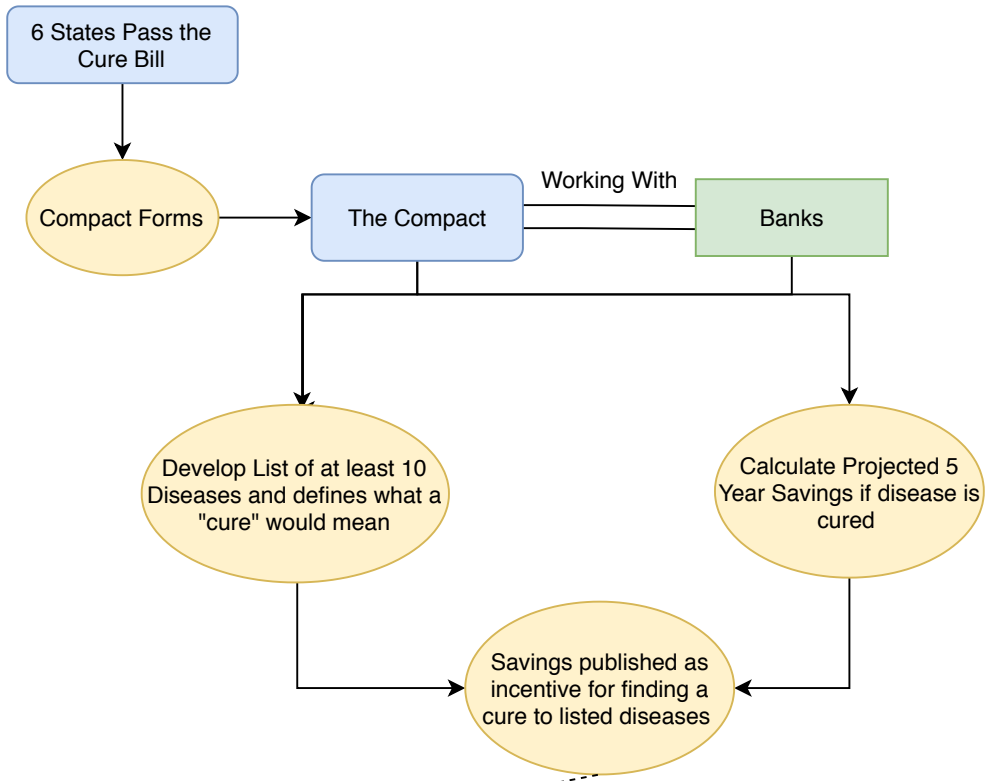 6 States Pass the
Cure Bill
Compact Forms
The Compact
Working With
Banks
Develop List of at least 10
Diseases and defines what a
"cure" would mean
Calculate Projected 5
Year Savings if disease is
cured
Savings published as
incentive for finding a
cure to listed diseases